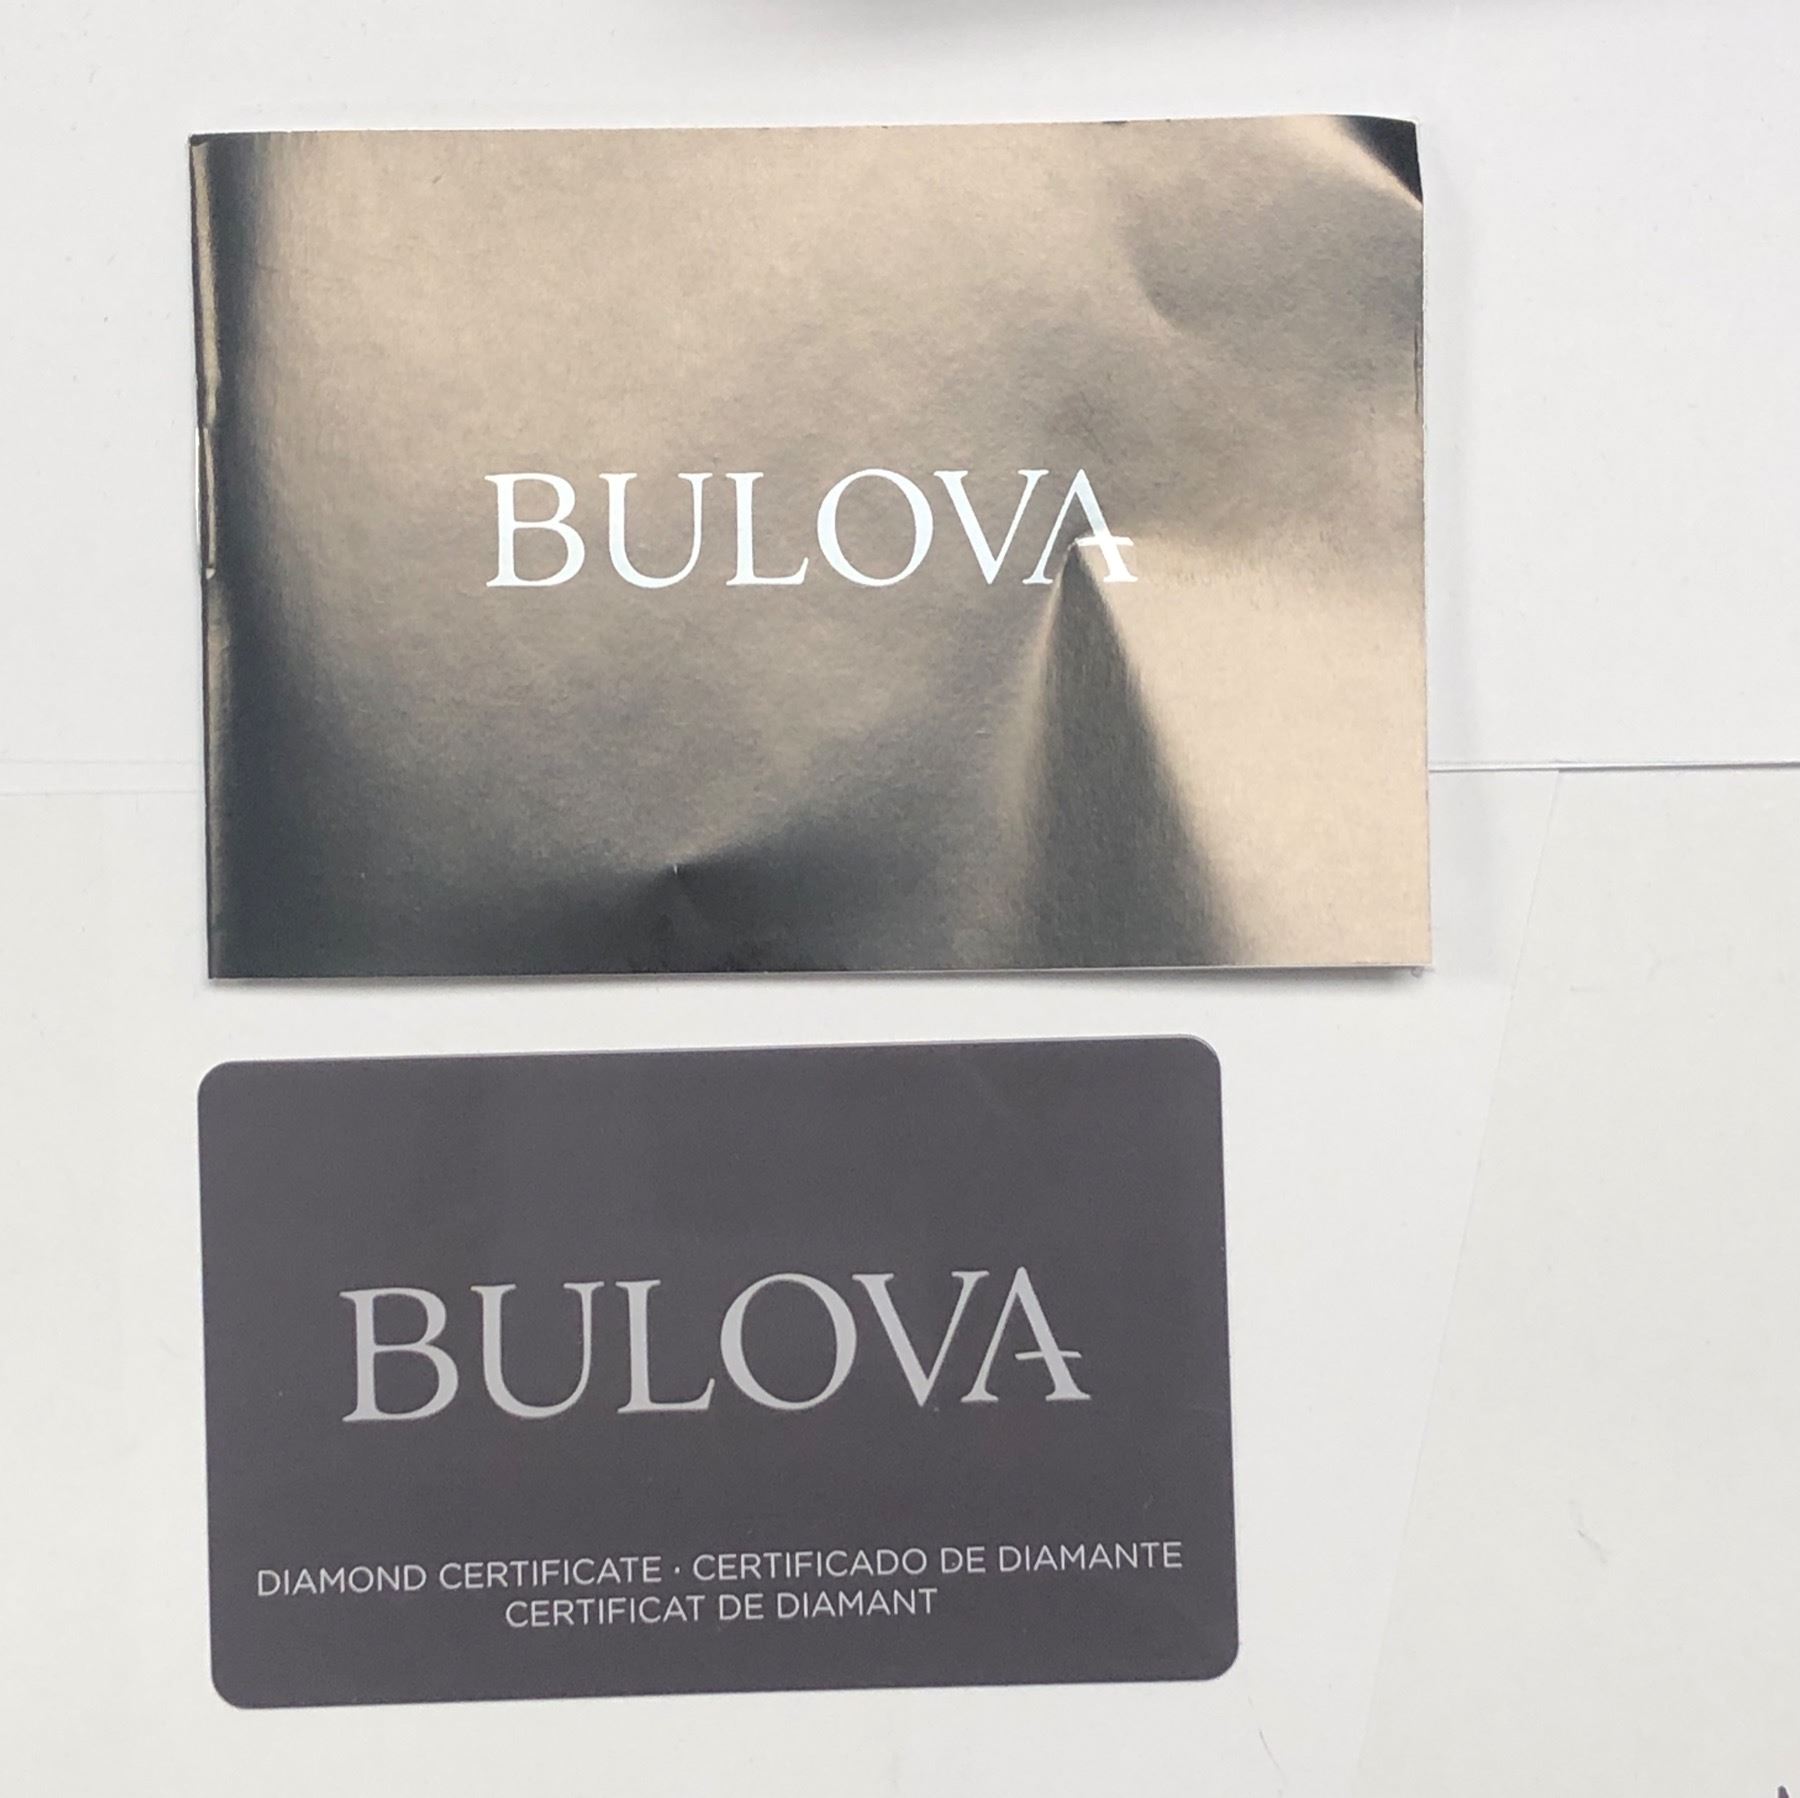 BULOVA
BULOVA
DIAMOND CERTIFICATE · CERTIFICADO DE DIAMANTE
CERTIFICAT DE DIAMANT